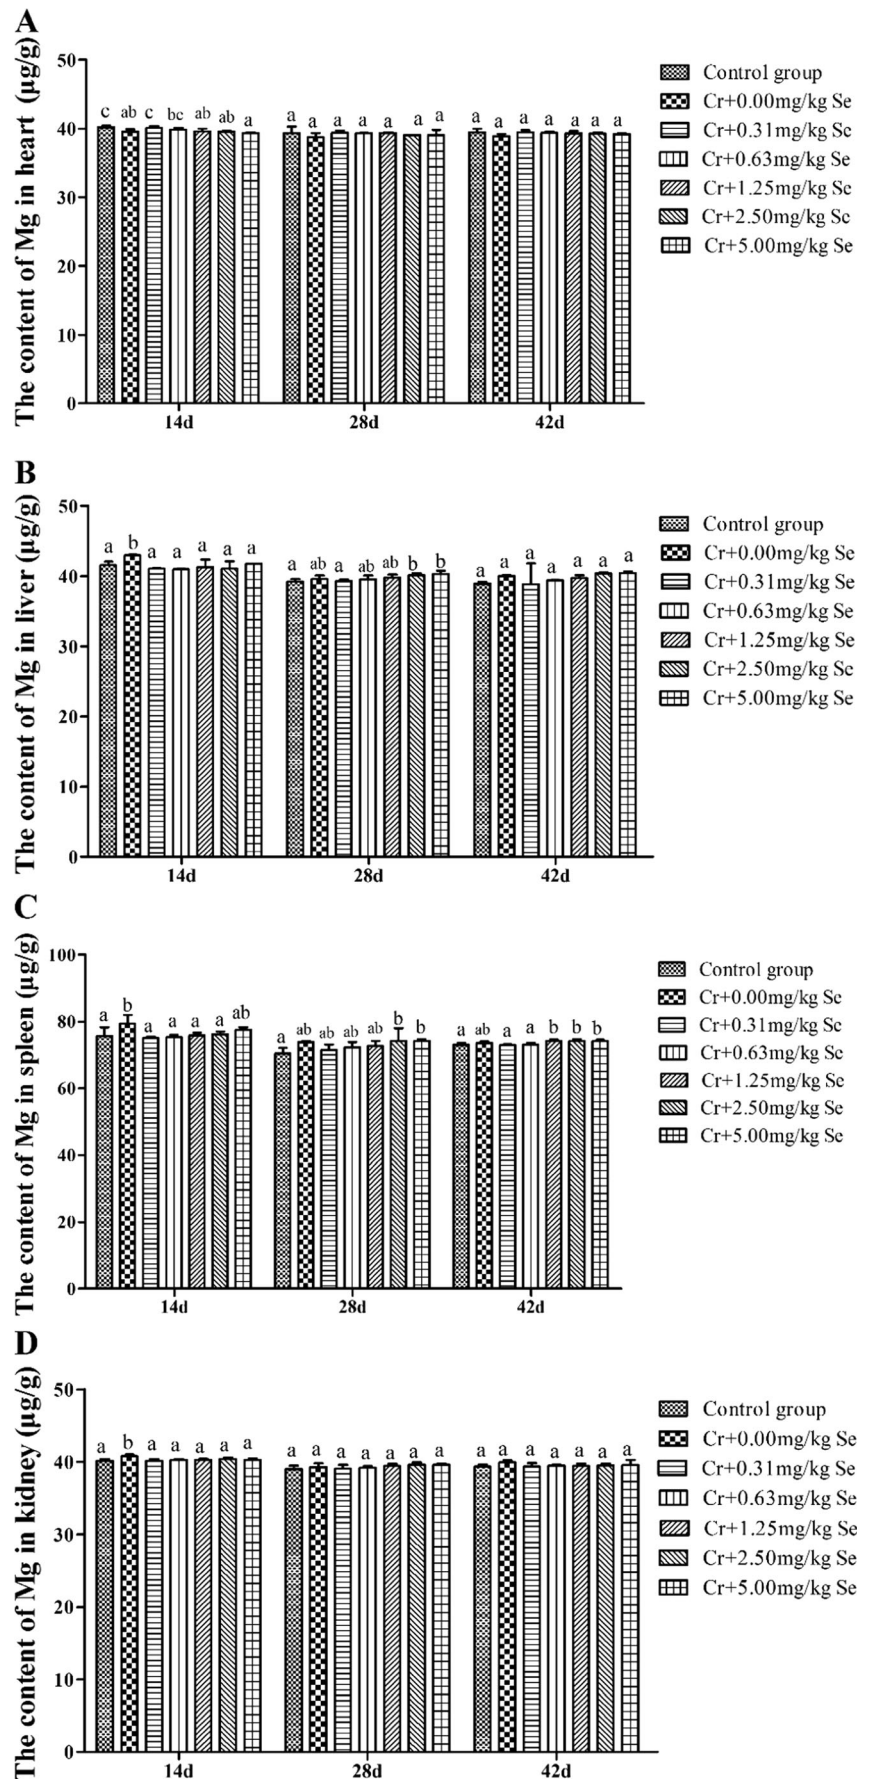 A
The content of Mg in heart (μg/g)
50
40
30
20
10
0
c ab c bc ab ab a
a a a a a a a
a a a a a a a
14d 28d 42d
Control group
Cr+0.00mg/kg Se
Cr+0.31mg/kg Se
Cr+0.63mg/kg Se
Cr+1.25mg/kg Se
Cr+2.50mg/kg Se
Cr+5.00mg/kg Se
B
The content of Mg in liver (μg/g)
50
40
30
20
10
0
a b a a a a a
a ab a ab ab b b
a a a a a a a
14d 28d 42d
Control group
Cr+0.00mg/kg Se
Cr+0.31mg/kg Se
Cr+0.63mg/kg Se
Cr+1.25mg/kg Se
Cr+2.50mg/kg Se
Cr+5.00mg/kg Se
C
The content of Mg in spleen (μg/g)
100
80
60
40
20
0
a b a a a a ab
a ab ab ab ab b b
a ab a a b b b
14d 28d 42d
Control group
Cr+0.00mg/kg Se
Cr+0.31mg/kg Se
Cr+0.63mg/kg Se
Cr+1.25mg/kg Se
Cr+2.50mg/kg Se
Cr+5.00mg/kg Se
D
The content of Mg in kidney (μg/g)
50
40
30
20
10
0
a b a a a a a
a a a a a a a
a a a a a a a
14d 28d 42d
Control group
Cr+0.00mg/kg Se
Cr+0.31mg/kg Se
Cr+0.63mg/kg Se
Cr+1.25mg/kg Se
Cr+2.50mg/kg Se
Cr+5.00mg/kg Se